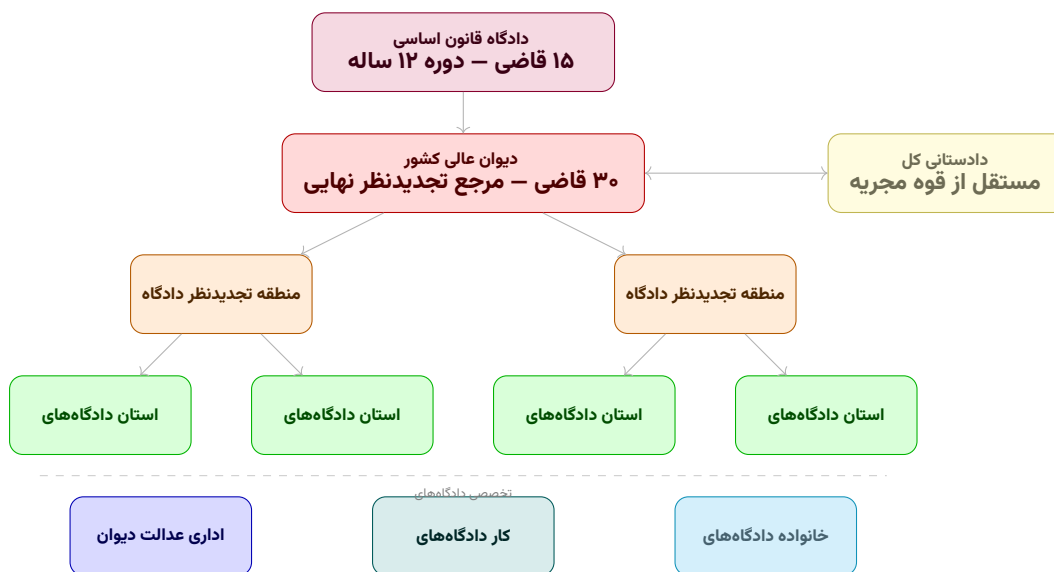 دادگاه قانون اساسی
۱۵ قاضی – دوره ۱۲ ساله
دیوان عالی کشور
۳۰ قاضی – مرجع تجدیدنظر نهایی
دادستانی کل
مستقل از قوه مجریه
منطقه تجدیدنظر دادگاه
منطقه تجدیدنظر دادگاه
استان دادگاه‌های
استان دادگاه‌های
استان دادگاه‌های
استان دادگاه‌های
تخصصی دادگاه‌های
خانواده دادگاه‌های
کار دادگاه‌های
اداری عدالت دیوان